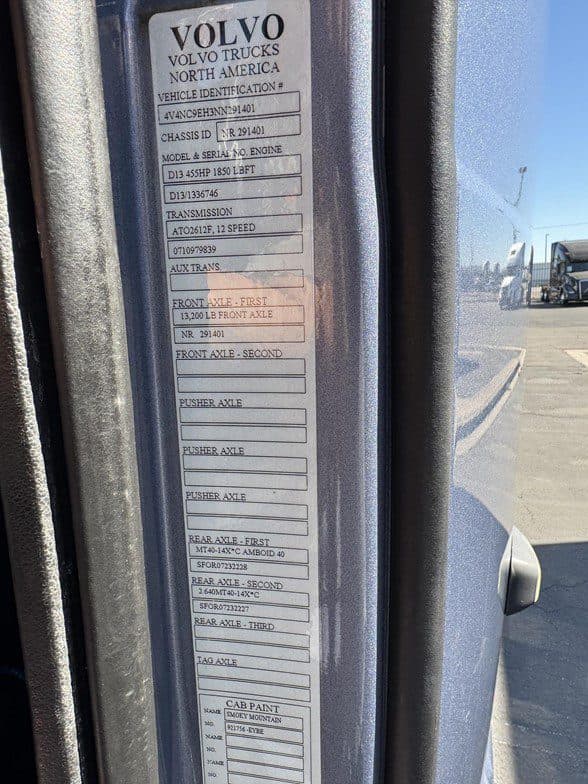 VOLVO
VOLVO TRUCKS
NORTH AMERICA
VEHICLE IDENTIFICATION #
4V4NC9EH3NN291401
CHASSIS ID NR 291401
MODEL & SERIAL NO. ENGINE
D13 455HP 1850 LBFT
D13/1336746
TRANSMISSION
ATO2612F, 12 SPEED
0710979839
AUX TRANS
FRONT AXLE - FIRST
13,200 LB FRONT AXLE
NR 291401
FRONT AXLE - SECOND
PUSHER AXLE
PUSHER AXLE
PUSHER AXLE
REAR AXLE - FIRST
MT40-14X*C AMBOID 40
SFOR07232228
REAR AXLE - SECOND
2.640MT40-14X*C
SFOR07232227
REAR AXLE - THIRD
TAG AXLE
CAB PAINT
NAME SMOKY MOUNTAIN
NO. 921756 -EYBE
NAME
NO.
NAME
NO.